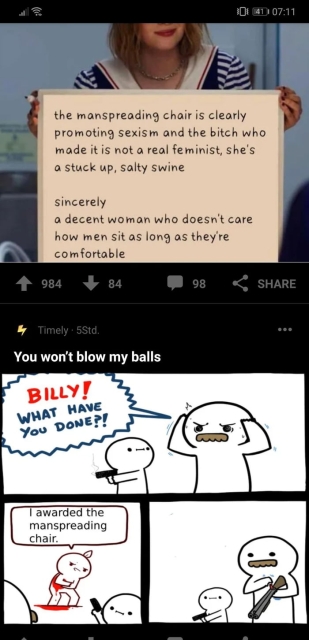 41 07:11
the manspreading chair is clearly
promoting sexism and the bitch who
made it is not a real feminist, she's
a stuck up, salty swine
sincerely
a decent woman who doesn't care
how men sit as long as they're
comfortable
984 84 98 SHARE
Timely · 5Std.
You won't blow my balls
BILLY!
WHAT HAVE
YOU DONE?!
I awarded the
manspreading
chair.